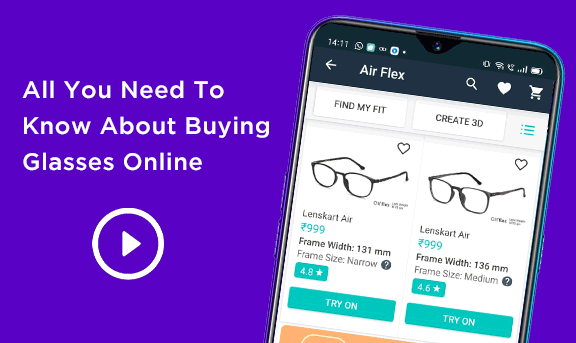 All You Need To
Know About Buying
Glasses Online
14:11
Air Flex
FIND MY FIT
CREATE 3D
Lenskart Air
₹999
Frame Width: 131 mm
Frame Size: Narrow ?
4.8 ★
TRY ON
Lenskart Air
₹999
Frame Width: 136 mm
Frame Size: Medium ?
4.6 ★
TRY ON